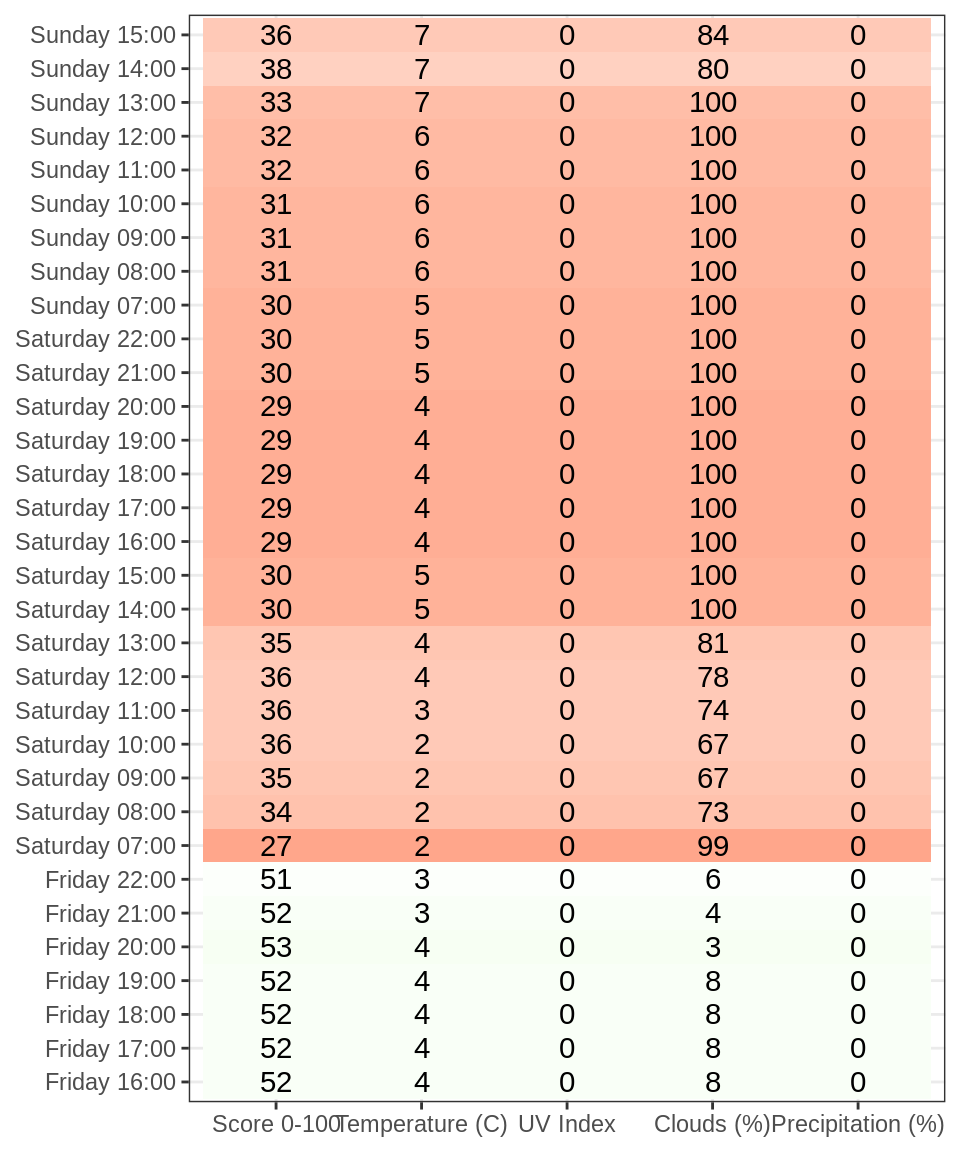 Sunday 15:00 36 7 0 84 0
Sunday 14:00 38 7 0 80 0
Sunday 13:00 33 7 0 100 0
Sunday 12:00 32 6 0 100 0
Sunday 11:00 32 6 0 100 0
Sunday 10:00 31 6 0 100 0
Sunday 09:00 31 6 0 100 0
Sunday 08:00 31 6 0 100 0
Sunday 07:00 30 5 0 100 0
Saturday 22:00 30 5 0 100 0
Saturday 21:00 30 5 0 100 0
Saturday 20:00 29 4 0 100 0
Saturday 19:00 29 4 0 100 0
Saturday 18:00 29 4 0 100 0
Saturday 17:00 29 4 0 100 0
Saturday 16:00 29 4 0 100 0
Saturday 15:00 30 5 0 100 0
Saturday 14:00 30 5 0 100 0
Saturday 13:00 35 4 0 81 0
Saturday 12:00 36 4 0 78 0
Saturday 11:00 36 3 0 74 0
Saturday 10:00 36 2 0 67 0
Saturday 09:00 35 2 0 67 0
Saturday 08:00 34 2 0 73 0
Saturday 07:00 27 2 0 99 0
Friday 22:00 51 3 0 6 0
Friday 21:00 52 3 0 4 0
Friday 20:00 53 4 0 3 0
Friday 19:00 52 4 0 8 0
Friday 18:00 52 4 0 8 0
Friday 17:00 52 4 0 8 0
Friday 16:00 52 4 0 8 0
Score 0-100 Temperature (C) UV Index Clouds (%) Precipitation (%)